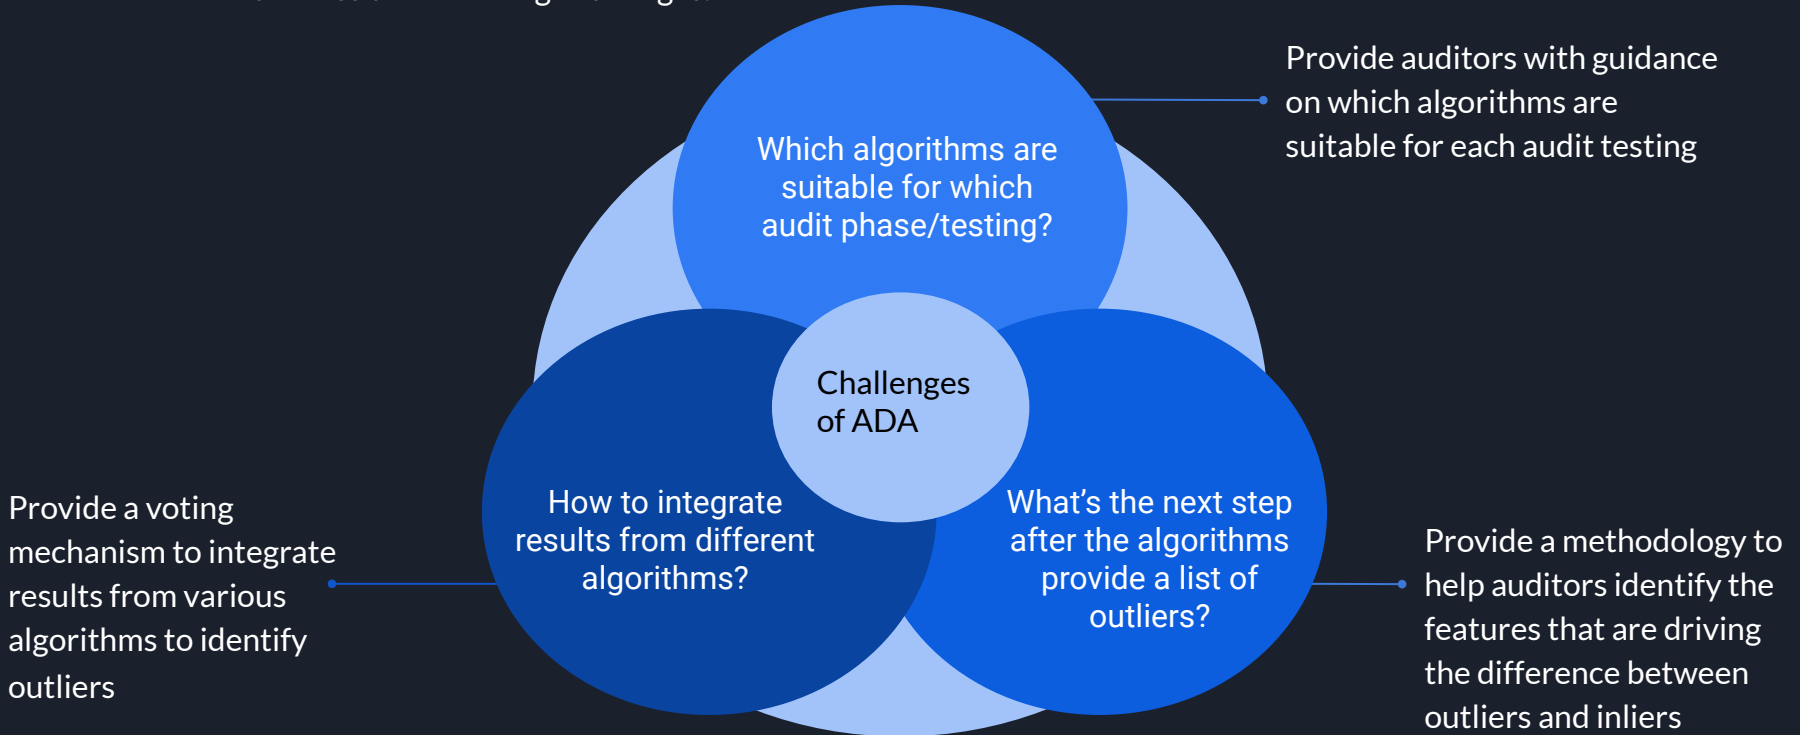 Provide auditors with guidance
on which algorithms are
suitable for each audit testing
Which algorithms are
suitable for which
audit phase/testing?
Challenges
of ADA
How to integrate
results from different
algorithms?
What’s the next step
after the algorithms
provide a list of
outliers?
Provide a voting
mechanism to integrate
results from various
algorithms to identify
outliers
Provide a methodology to
help auditors identify the
features that are driving
the difference between
outliers and inliers